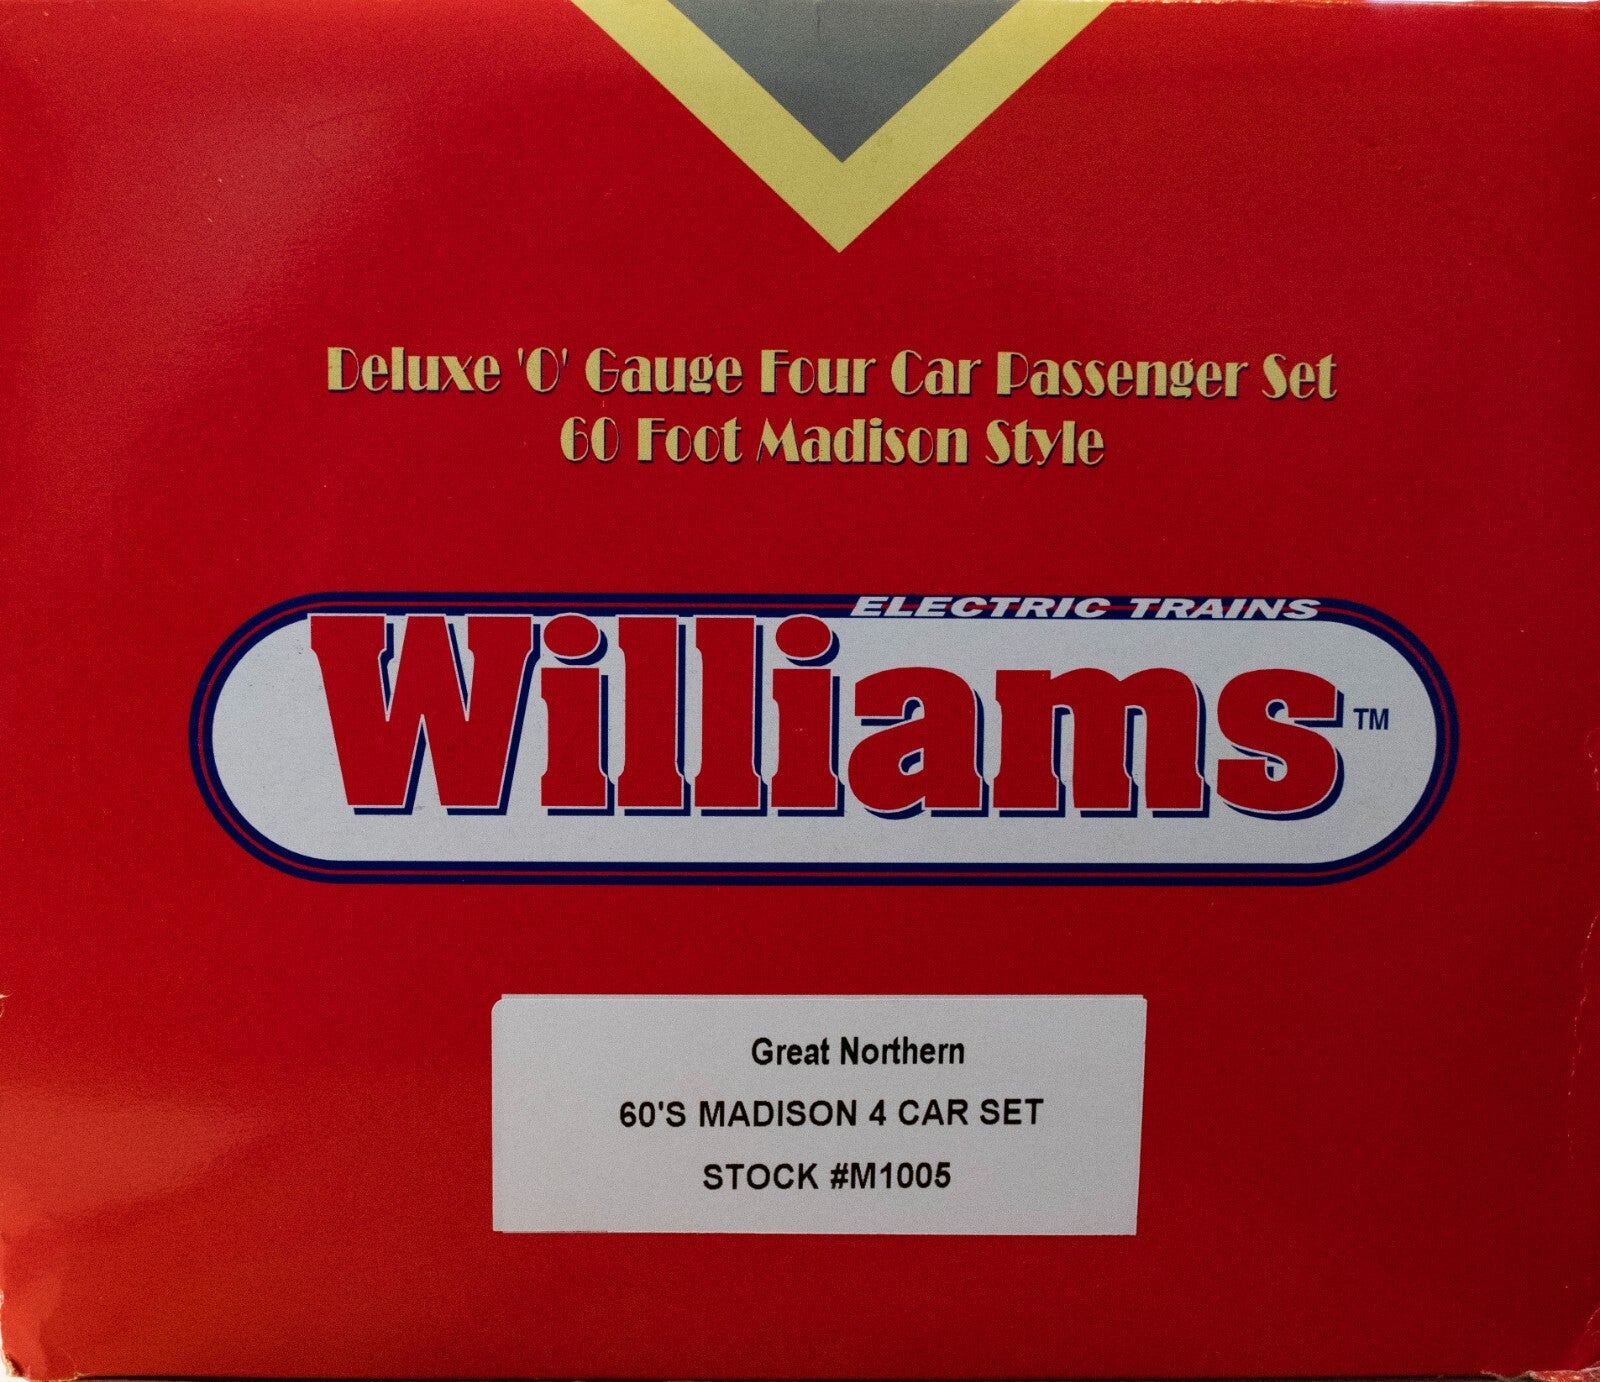 Deluxe 'O' Gauge Four Car Passenger Set
60 Foot Madison Style
ELECTRIC TRAINS
Williams™
Great Northern
60'S MADISON 4 CAR SET
STOCK #M1005